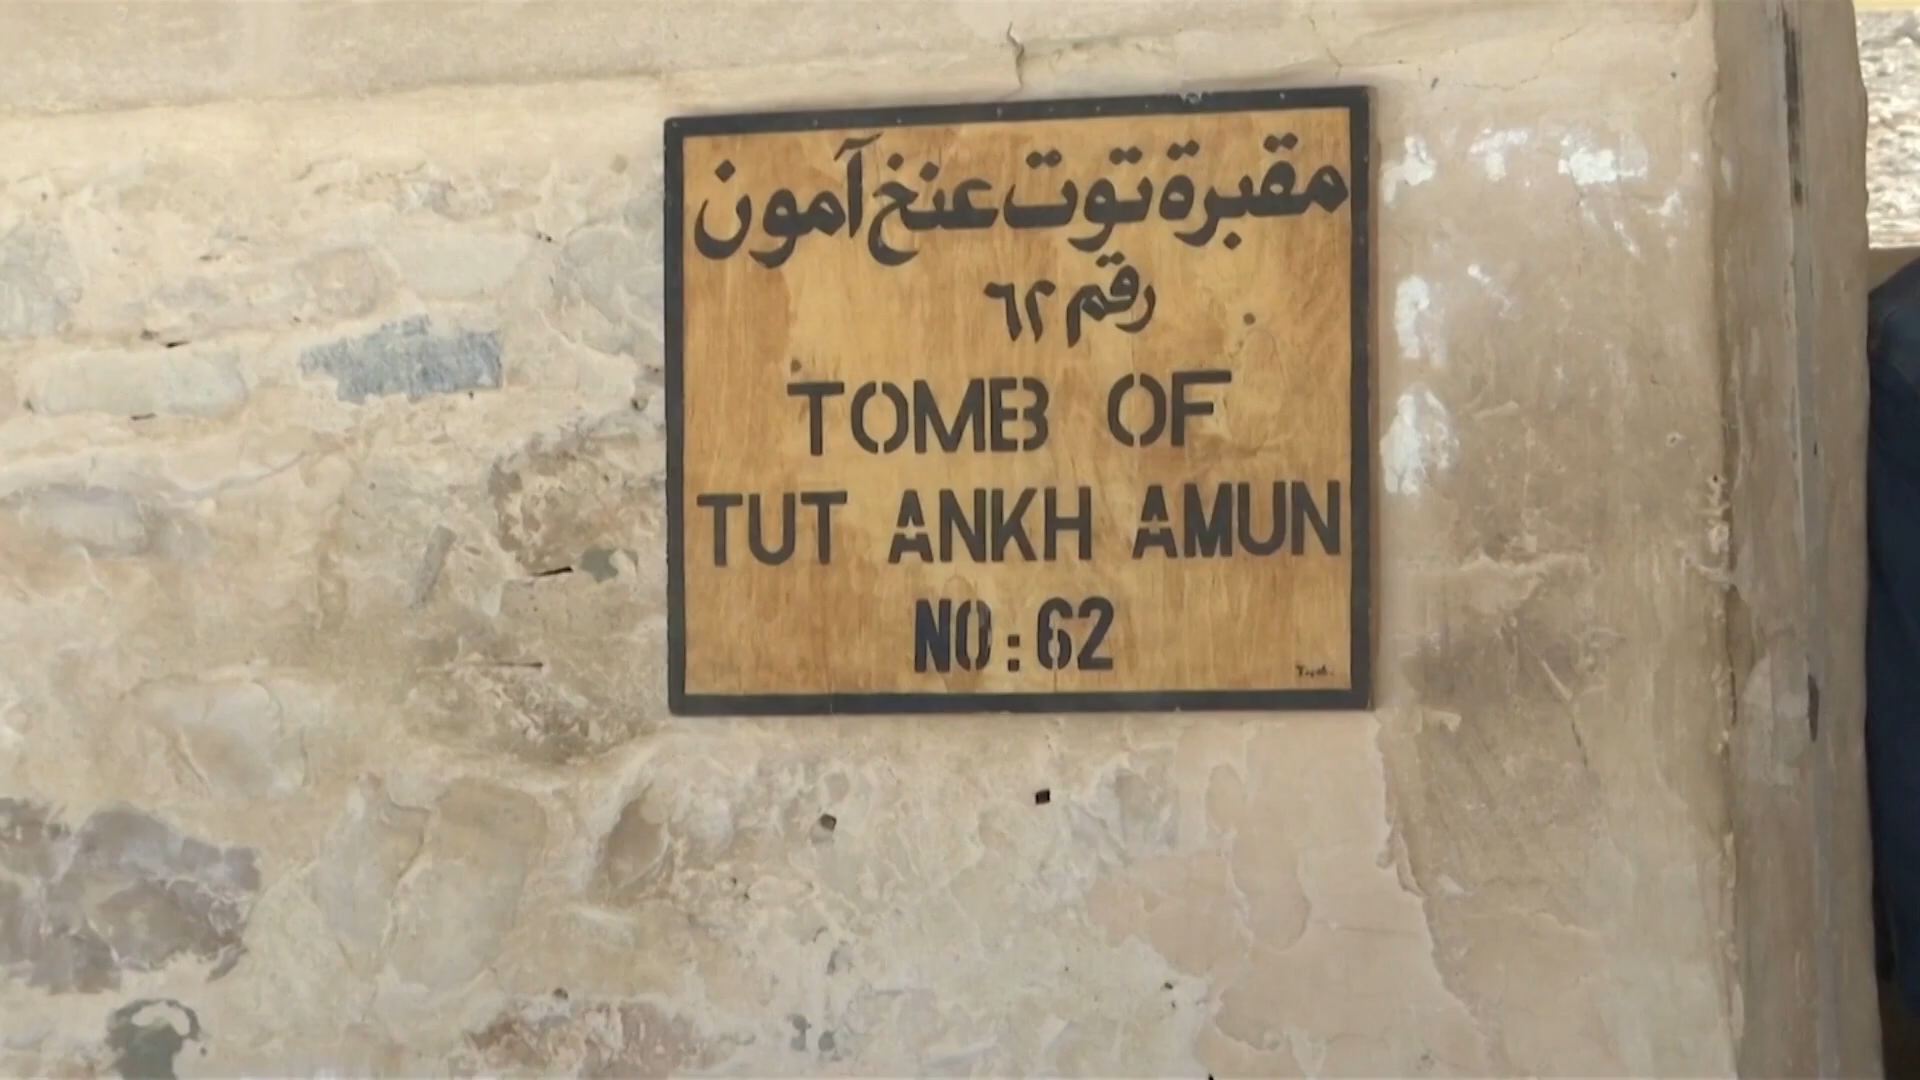 مقبرة توت عنخ آمون
رقم ٦٢
TOMB OF
TUT ANKH AMUN
NO: 62